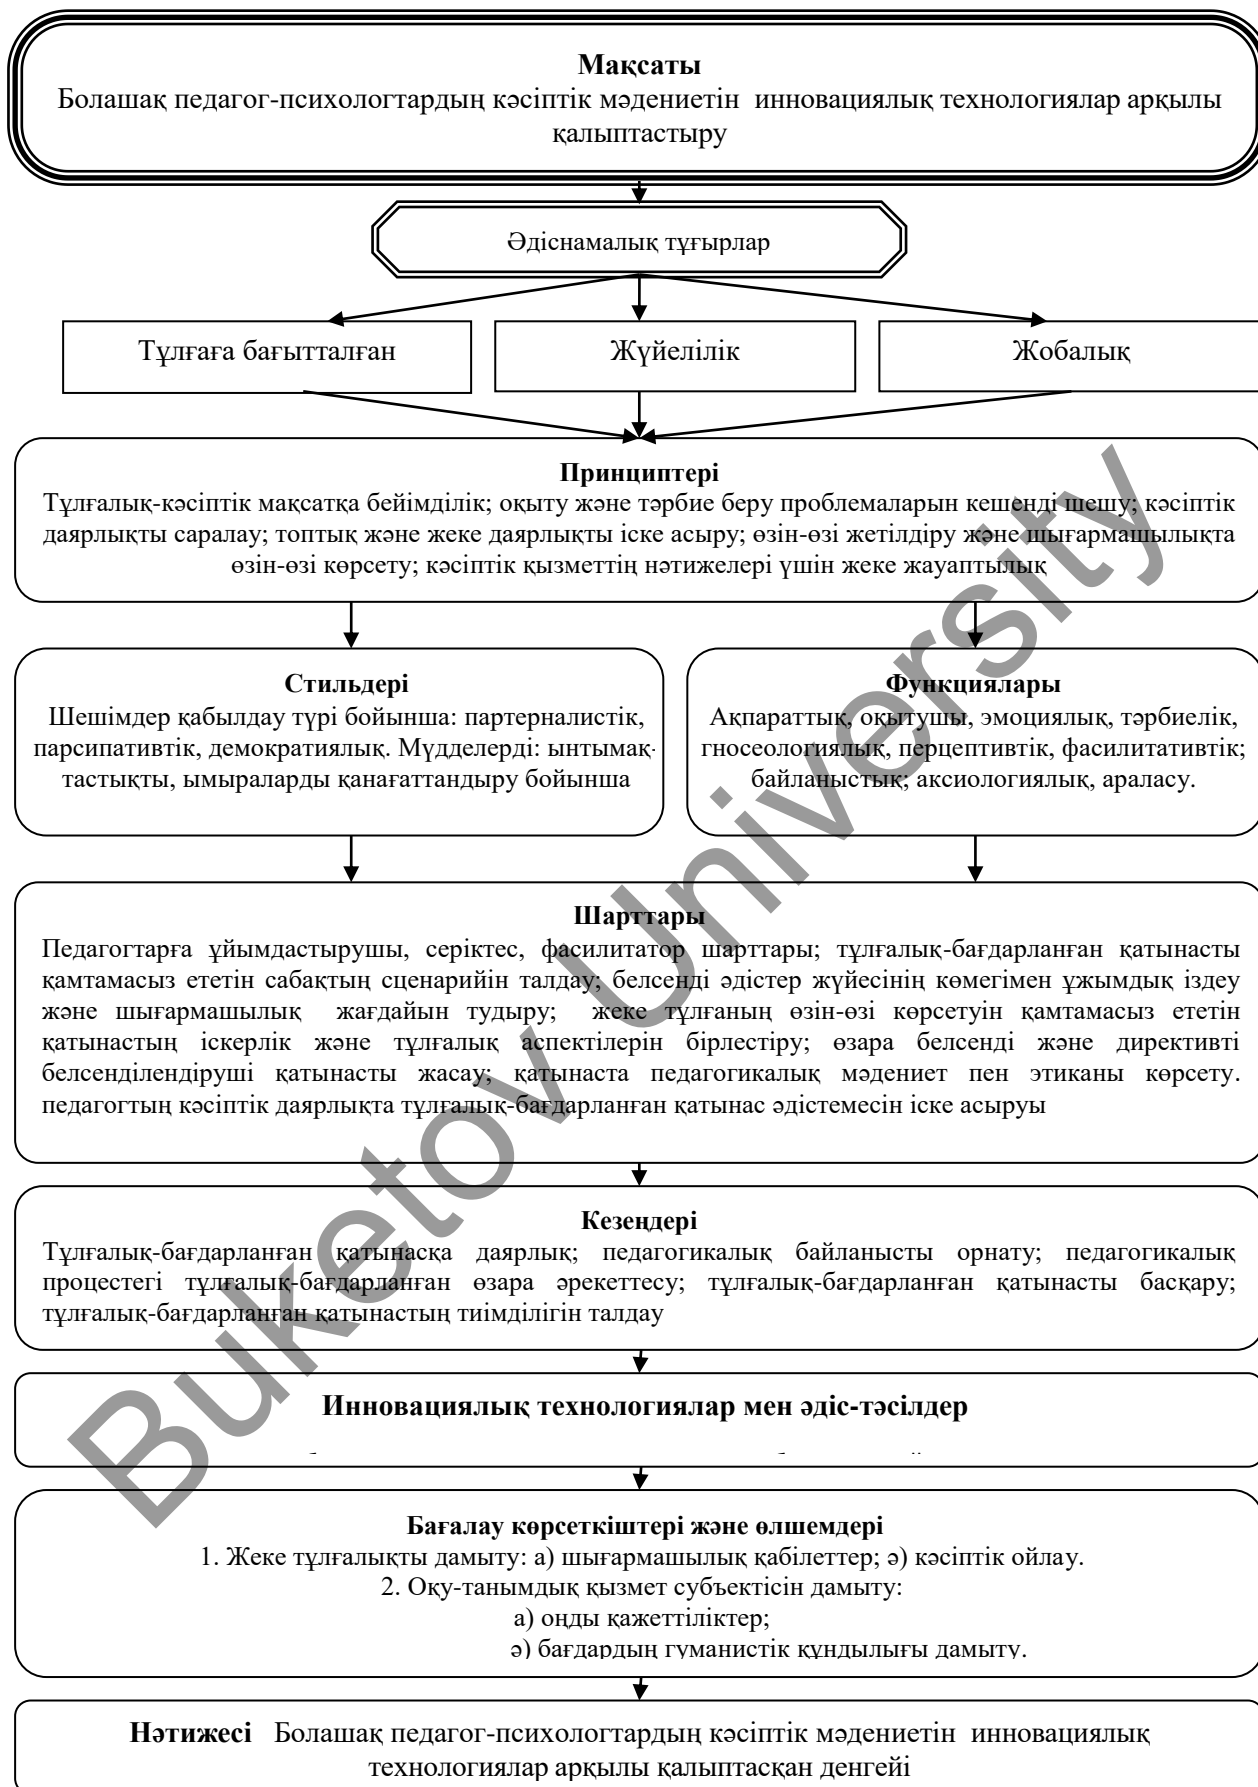 Мақсаты
Болашақ педагог-психологтардың кәсіптік мәдениетін инновациялық технологиялар арқылы
қалыптастыру
Әдіснамалық тұғырлар
Тұлғаға бағытталған
Жүйелілік
Жобалық
Принциптері
Тұлғалық-кәсіптік мақсатқа бейімділік; оқыту және тәрбие беру проблемаларын кешенді шешу; кәсіптік
даярлықты саралау; топтық және жеке даярлықты іске асыру; өзін-өзі жетілдіру және шығармашылықта
өзін-өзі көрсету; кәсіптік қызметтің нәтижелері үшін жеке жауаптылық
Стильдері
Шешімдер қабылдау түрі бойынша: партерналистік,
парсипативтік, демократиялық. Мүдделерді: ынтымақ-
тастықты, ымыраларды қанағаттандыру бойынша
Функциялары
Ақпараттық, оқытушы, эмоциялық, тәрбиелік,
гносеологиялық, перцептивтік, фасилитативтік;
байланыстық; аксиологиялық, араласу.
Шарттары
Педагогтарға ұйымдастырушы, серіктес, фасилитатор шарттары; тұлғалық-бағдарланған қатынасты
қамтамасыз ететін сабақтың сценарийін талдау; белсенді әдістер жүйесінің көмегімен ұжымдық іздеу
және шығармашылық жағдайын тудыру; жеке тұлғаның өзін-өзі көрсетуін қамтамасыз ететін
қатынастың іскерлік және тұлғалық аспектілерін бірлестіру; өзара белсенді және директивті
белсенділендіруші қатынасты жасау; қатынаста педагогикалық мәдениет пен этиканы көрсету.
педагогтың кәсіптік даярлықта тұлғалық-бағдарланған қатынас әдістемесін іске асыруы
Кезеңдері
Тұлғалық-бағдарланған қатынасқа даярлық; педагогикалық байланысты орнату; педагогикалық
процестегі тұлғалық-бағдарланған өзара әрекеттесу; тұлғалық-бағдарланған қатынасты басқару;
тұлғалық-бағдарланған қатынастың тиімділігін талдау
Инновациялық технологиялар мен әдіс-тәсілдер
Бағалау көрсеткіштері және өлшемдері
1. Жеке тұлғалықты дамыту: а) шығармашылық қабілеттер; ә) кәсіптік ойлау.
2. Оқу-танымдық қызмет субъектісін дамыту:
а) оңды қажеттіліктер;
ә) бағдардың гуманистік құндылығы дамыту.
Нәтижесі Болашақ педагог-психологтардың кәсіптік мәдениетін инновациялық
технологиялар арқылы қалыптасқан денгейі
Buketov University